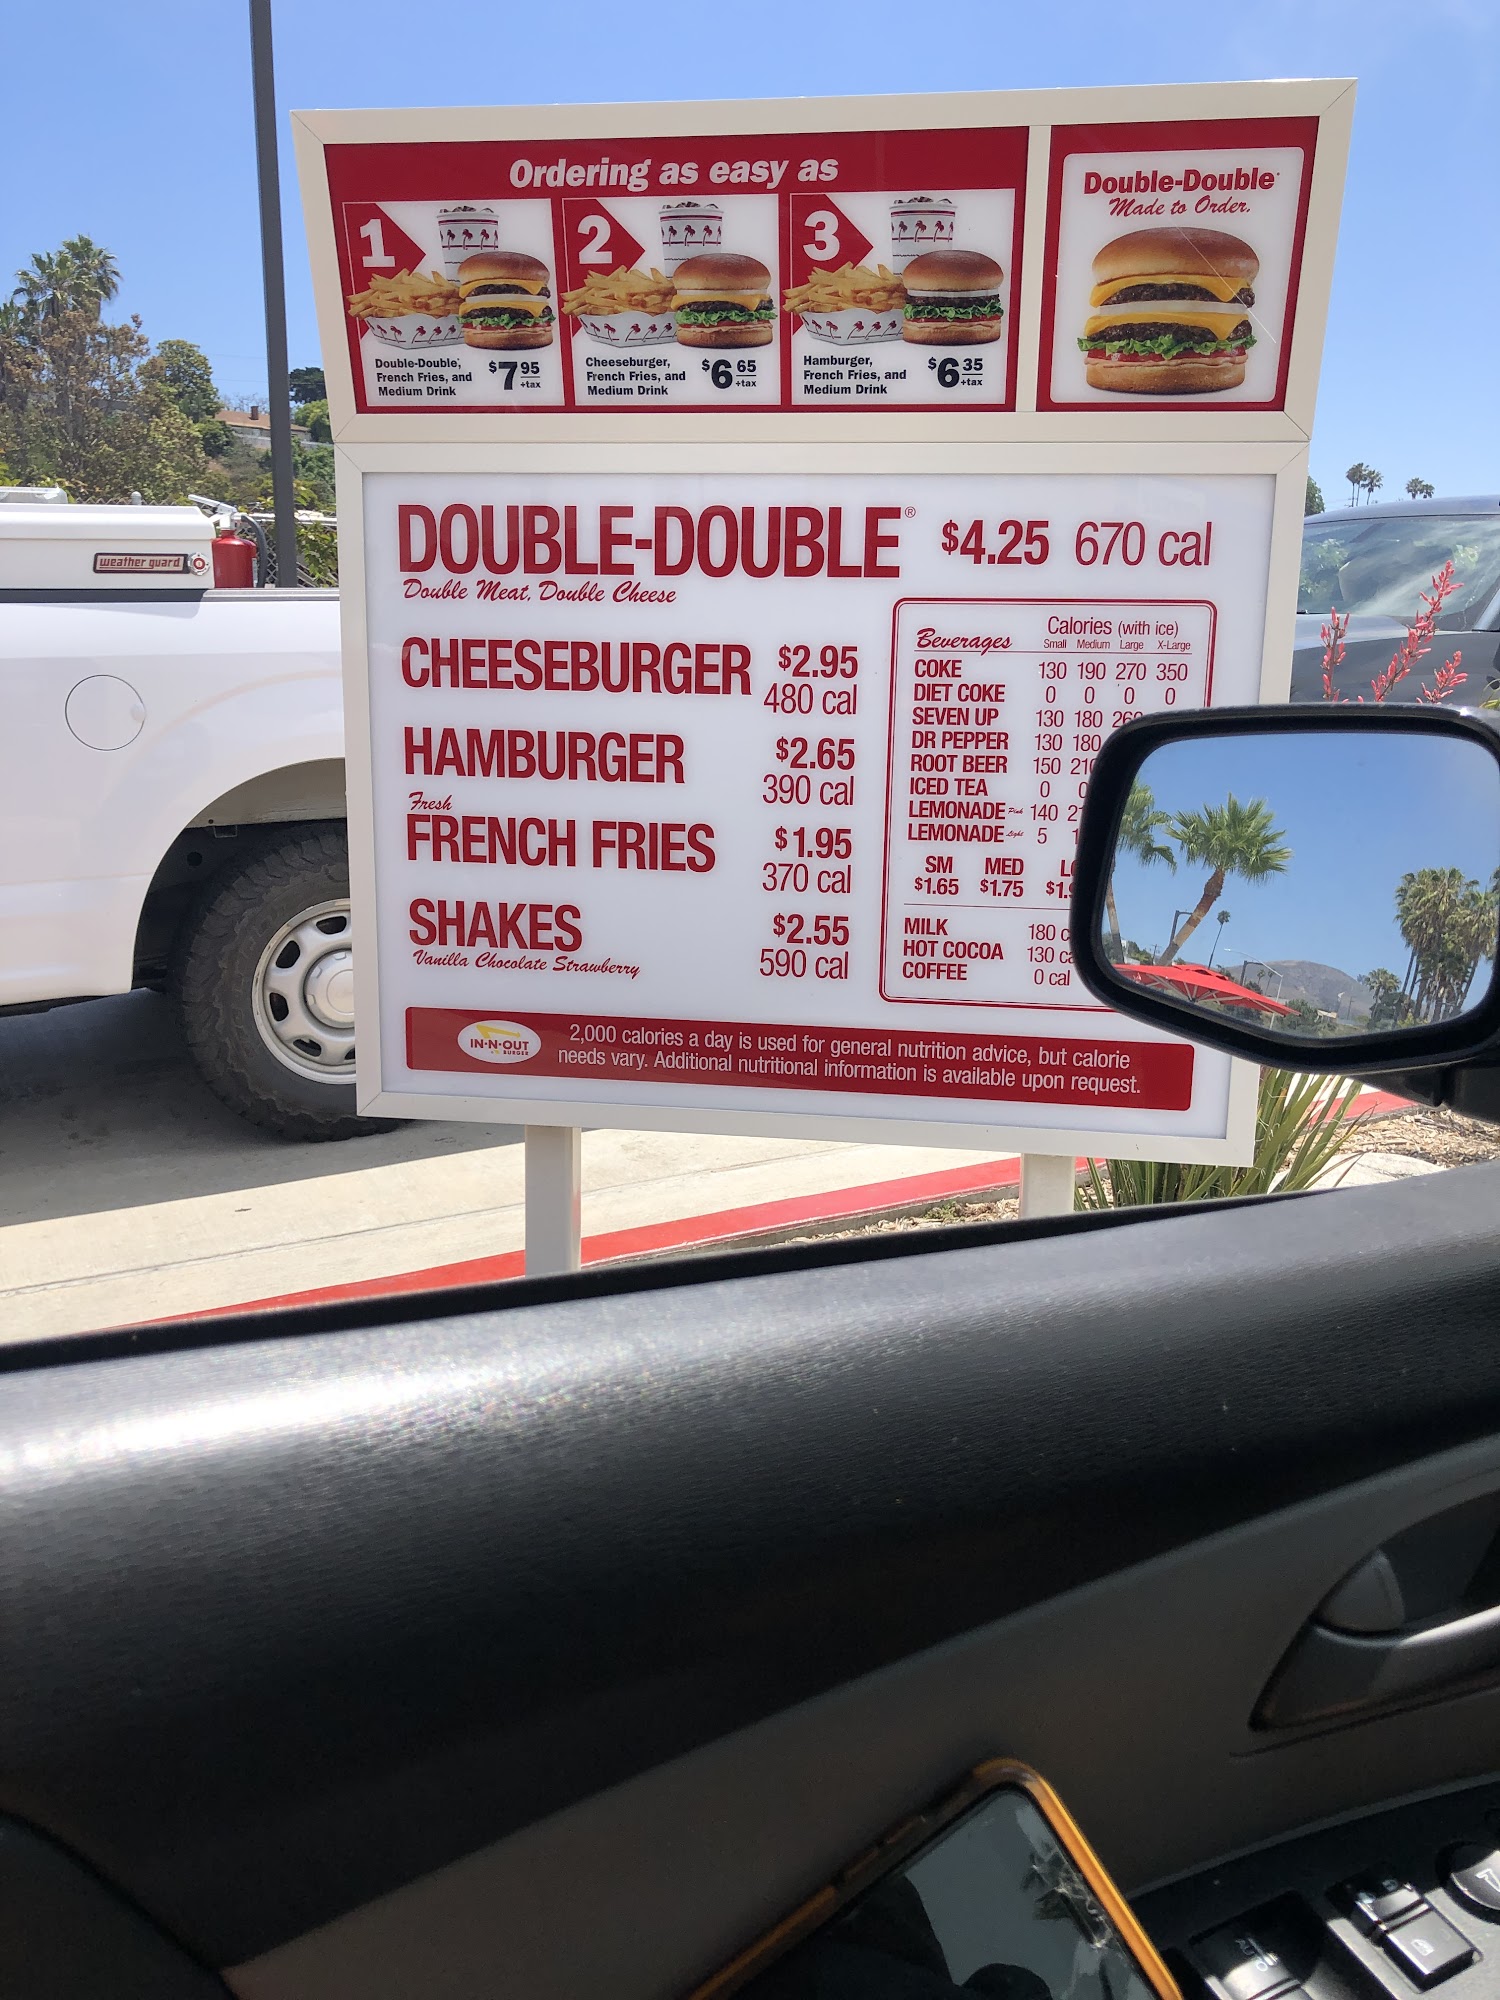 Ordering as easy as
1
Double-Double,
French Fries, and
Medium Drink
$7 95
+tax
2
Cheeseburger,
French Fries, and
Medium Drink
$6 65
+tax
3
Hamburger,
French Fries, and
Medium Drink
$6 35
+tax
Double-Double
Made to Order.
DOUBLE-DOUBLE® $4.25 670 cal
Double Meat, Double Cheese
CHEESEBURGER $2.95
480 cal
HAMBURGER $2.65
390 cal
Fresh
FRENCH FRIES $1.95
370 cal
SHAKES $2.55
Vanilla Chocolate Strawberry 590 cal
Calories (with ice)
Beverages Small Medium Large X-Large
COKE 130 190 270 350
DIET COKE 0 0 0 0
SEVEN UP 130 180 260
DR PEPPER 130 180
ROOT BEER 150 210
ICED TEA 0 0
LEMONADE Pink 140
LEMONADE Light 5
SM MED
$1.65 $1.75
MILK 180
HOT COCOA 130
COFFEE 0 cal
IN-N-OUT
BURGER
2,000 calories a day is used for general nutrition advice, but calorie
needs vary. Additional nutritional information is available upon request.
weather guard
AUTO